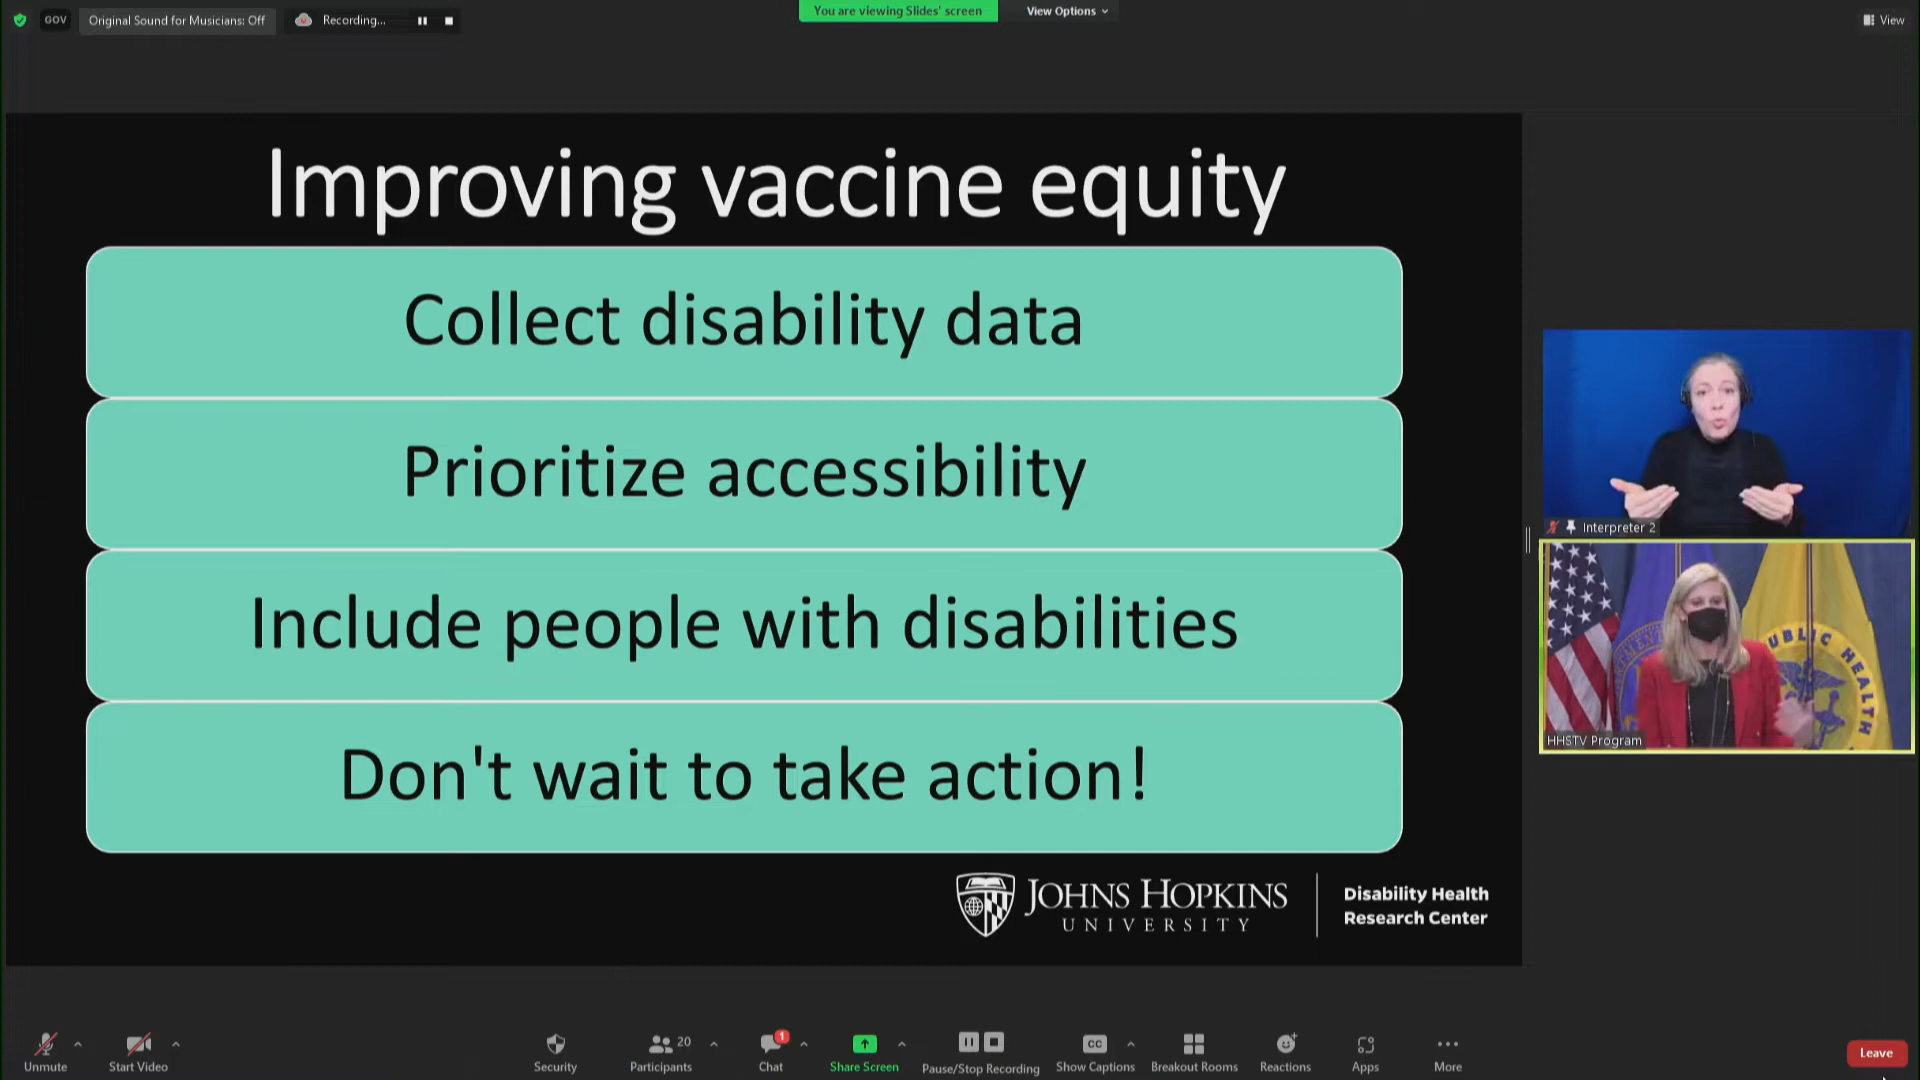 GOV
Original Sound for Musicians: Off
Recording...
You are viewing Slides' screen
View Options
View
Improving vaccine equity
Collect disability data
Prioritize accessibility
Include people with disabilities
Don't wait to take action!
JOHNS HOPKINS
UNIVERSITY
Disability Health
Research Center
Interpreter 2
PUBLIC HEALTH
HHSTV Program
Unmute
Start Video
Security
20
Participants
1
Chat
Share Screen
Pause/Stop Recording
CC
Show Captions
Breakout Rooms
Reactions
Apps
More
Leave